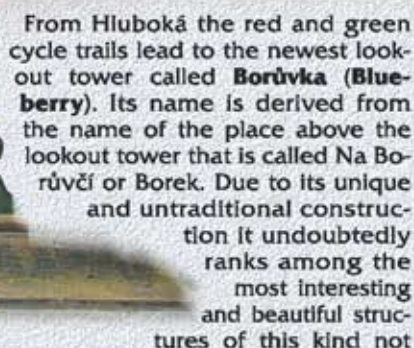 From Hluboká the red and green
cycle trails lead to the newest look-
out tower called Borůvka (Blue-
berry). Its name is derived from
the name of the place above the
lookout tower that is called Na Bo-
růvčí or Borek. Due to its unique
and untraditional construc-
tion it undoubtedly
ranks among the
most interesting
and beautiful struc-
tures of this kind not